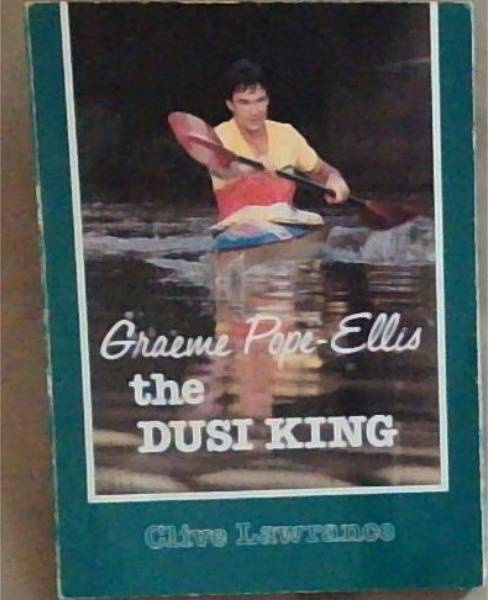 Graeme Pope-Ellis
the
DUSI KING
Clive Lawrance